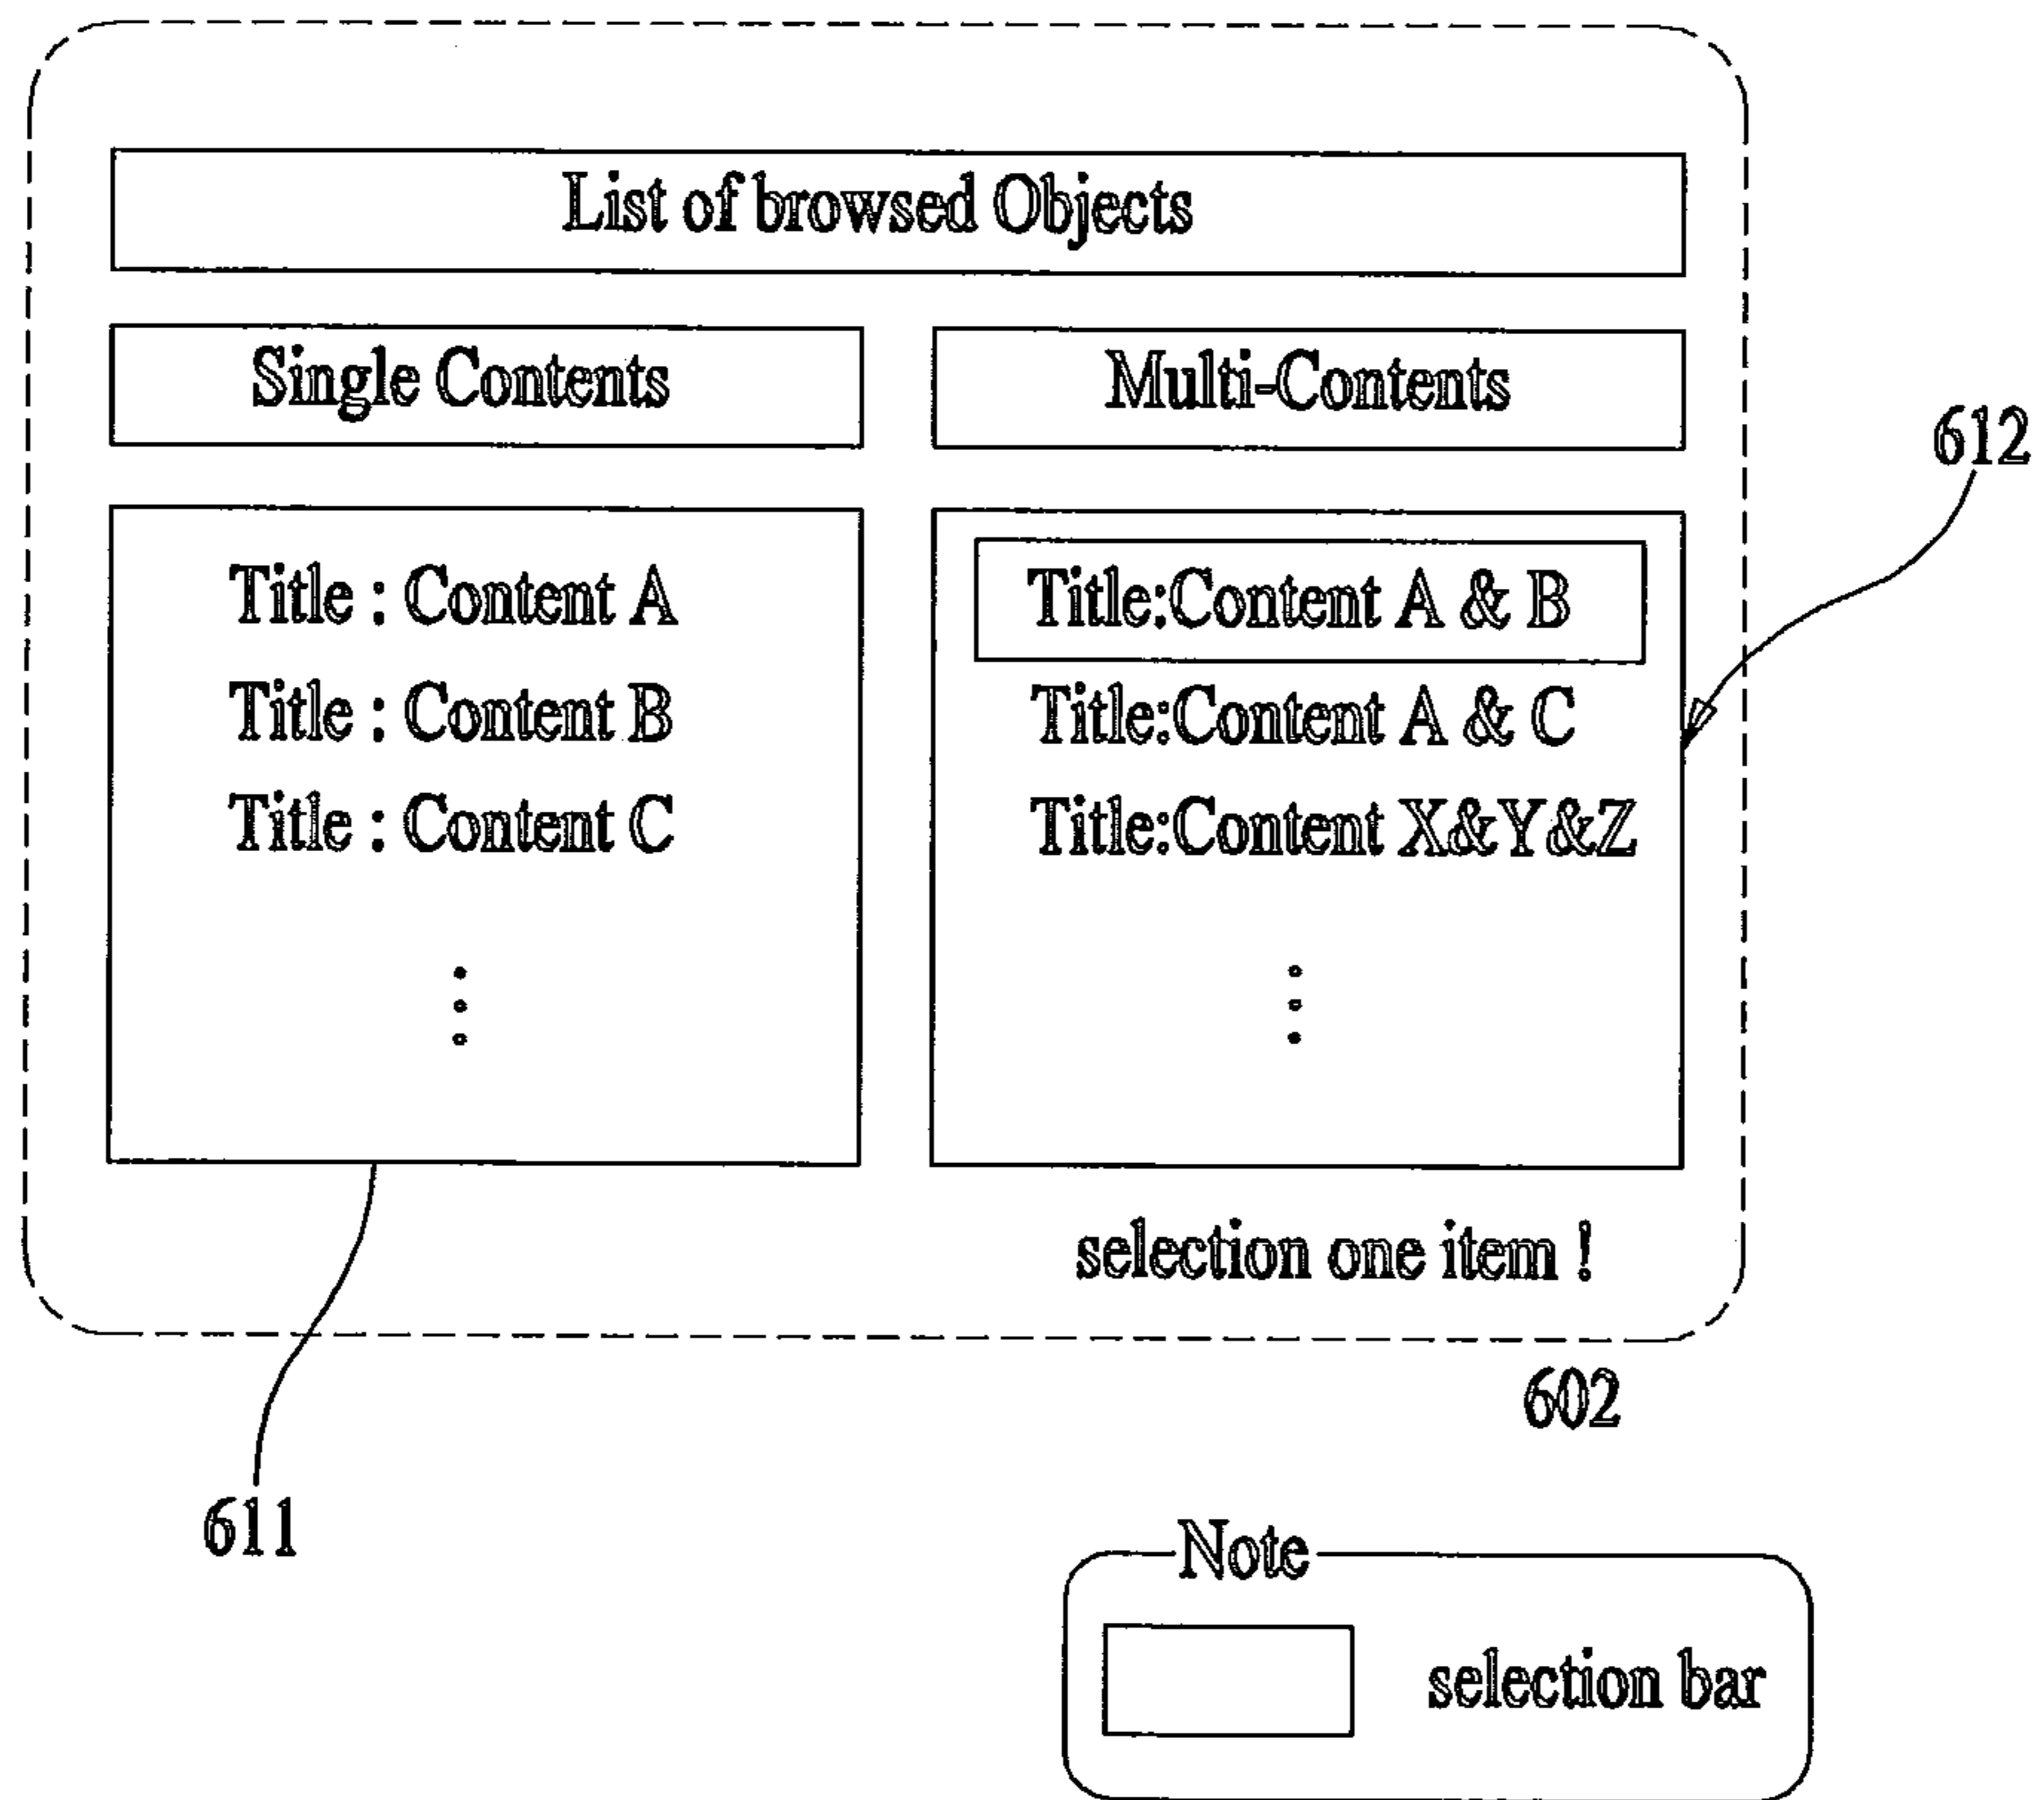 List of browsed Objects
Single Contents
Multi-Contents
612
Title : Content A
Title : Content B
Title : Content C
Title:Content A & B
Title:Content A & C
Title:Content X&Y&Z
selection one item !
602
611
Note
selection bar